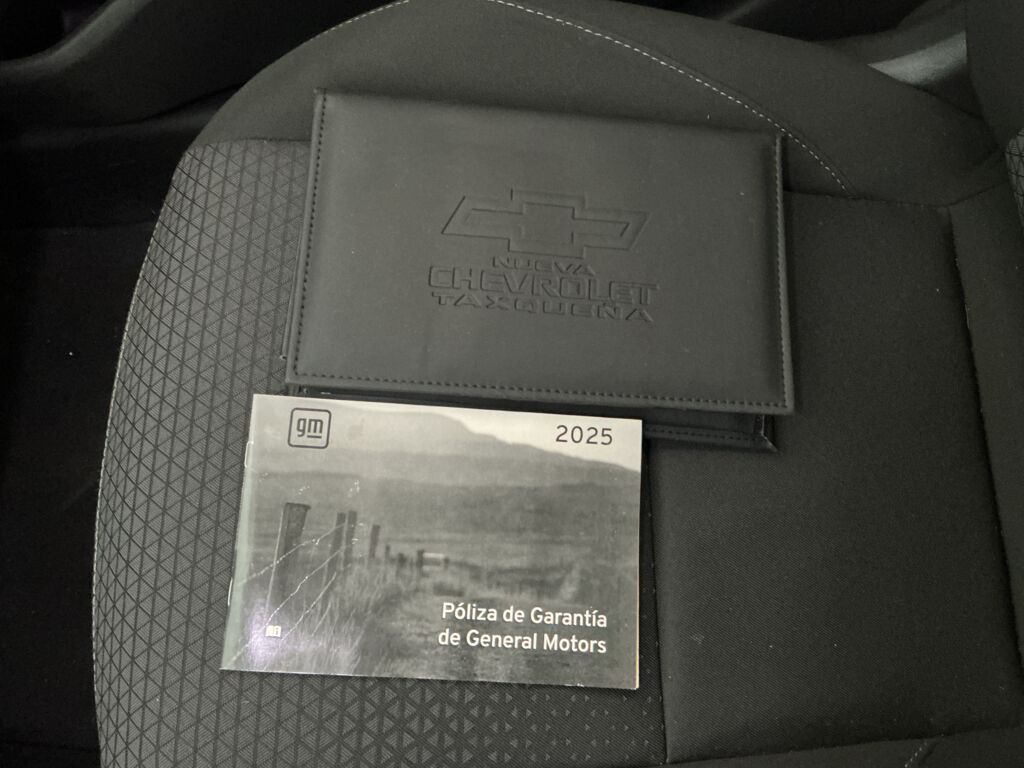 NUEVA
CHEVROLET
TAXQUEÑA
gm
2025
Póliza de Garantía
de General Motors